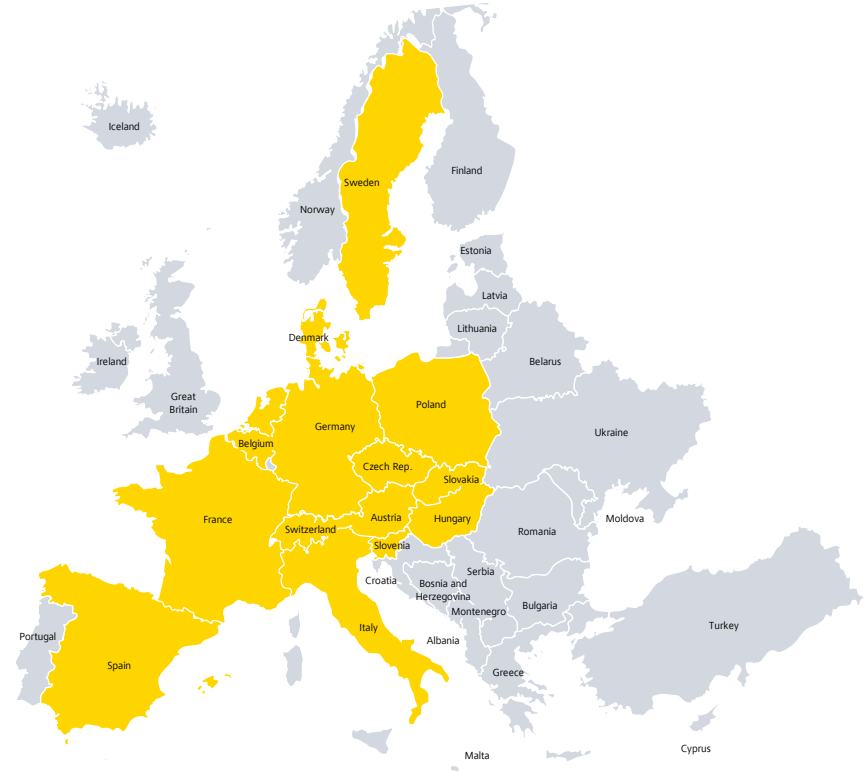 Iceland
Sweden
Finland
Norway
Estonia
Latvia
Lithuania
Denmark
Belarus
Ireland
Great
Britain
Poland
Germany
Ukraine
Belgium
Czech Rep.
Slovakia
France
Austria
Hungary
Moldova
Switzerland
Romania
Slovenia
Serbia
Croatia
Bosnia and
Herzegovina
Bulgaria
Montenegro
Turkey
Italy
Portugal
Albania
Spain
Greece
Cyprus
Malta